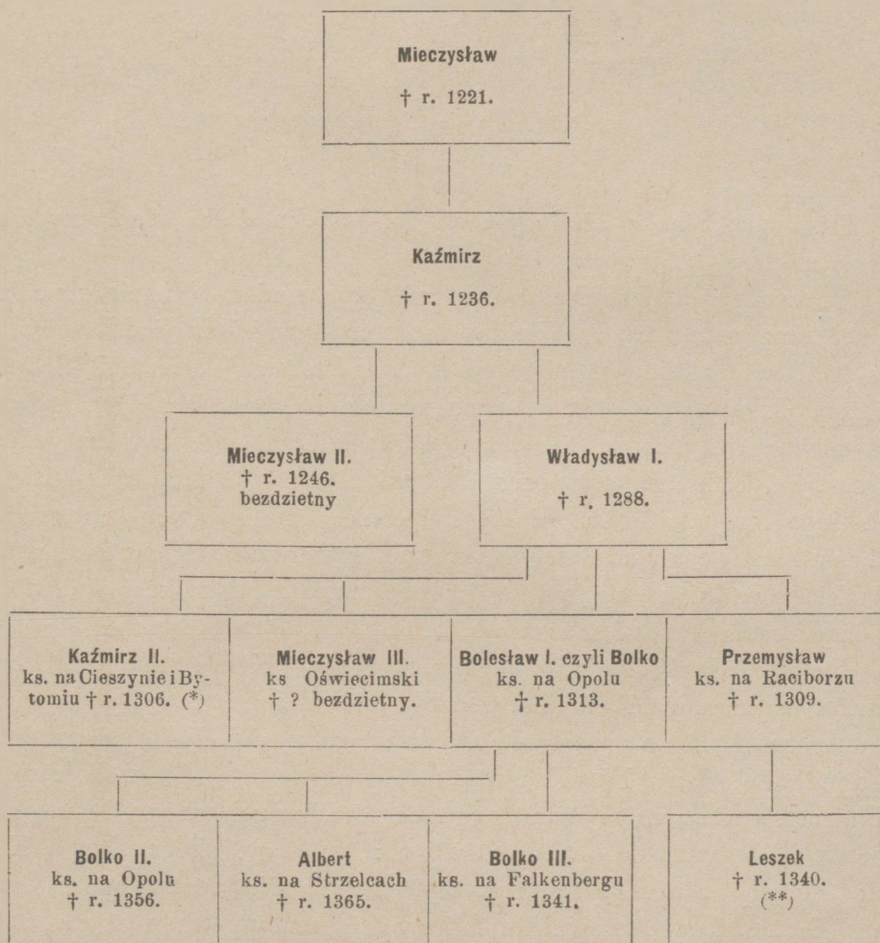 Mieczysław
† r. 1221.
Kaźmirz
† r. 1236.
Mieczysław II.
† r. 1246.
bezdzietny
Władysław I.
† r. 1288.
Kaźmirz II.
ks. na Cieszynie i By-
tomiu † r. 1306. (*)
Mieczysław III.
ks Oświecimski
† ? bezdzietny.
Bolesław I. czyli Bolko
ks. na Opolu
† r. 1313.
Przemysław
ks. na Raciborzu
† r. 1309.
Bolko II.
ks. na Opolu
† r. 1356.
Albert
ks. na Strzelcach
† r. 1365.
Bolko III.
ks. na Falkenbergu
† r. 1341.
Leszek
† r. 1340.
(**)